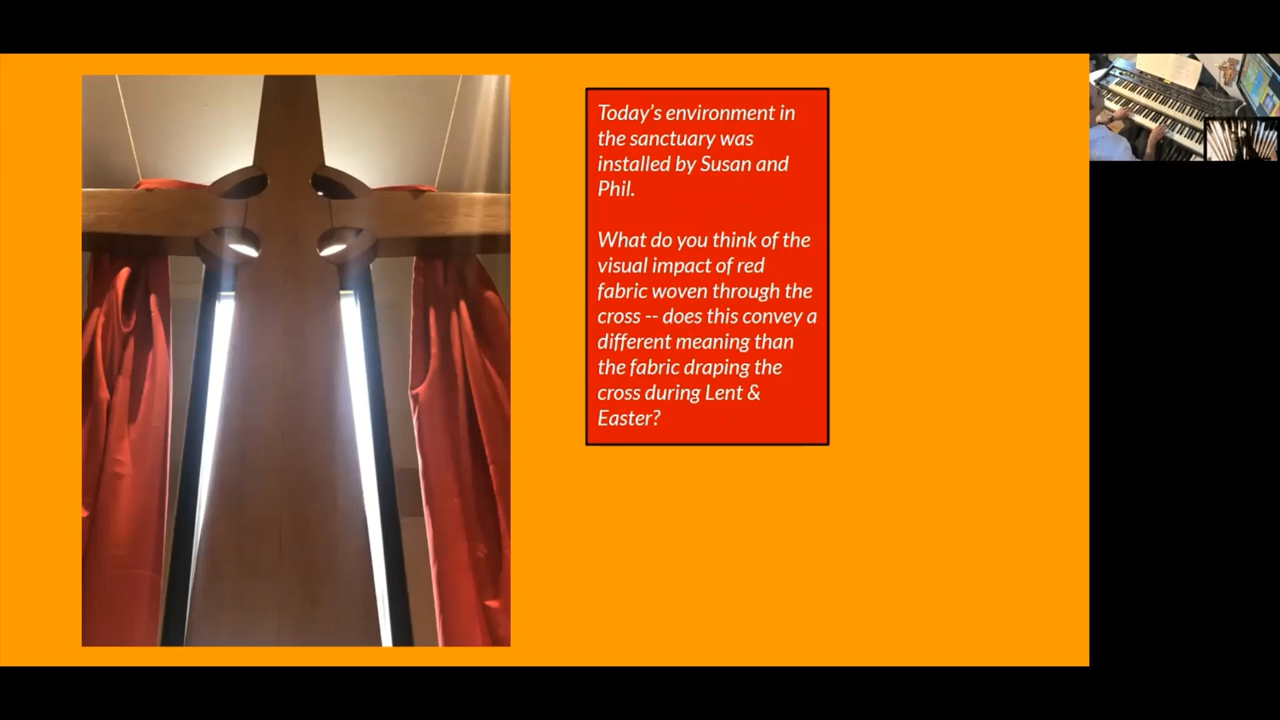 Today's environment in
the sanctuary was
installed by Susan and
Phil.
What do you think of the
visual impact of red
fabric woven through the
cross -- does this convey a
different meaning than
the fabric draping the
cross during Lent &
Easter?